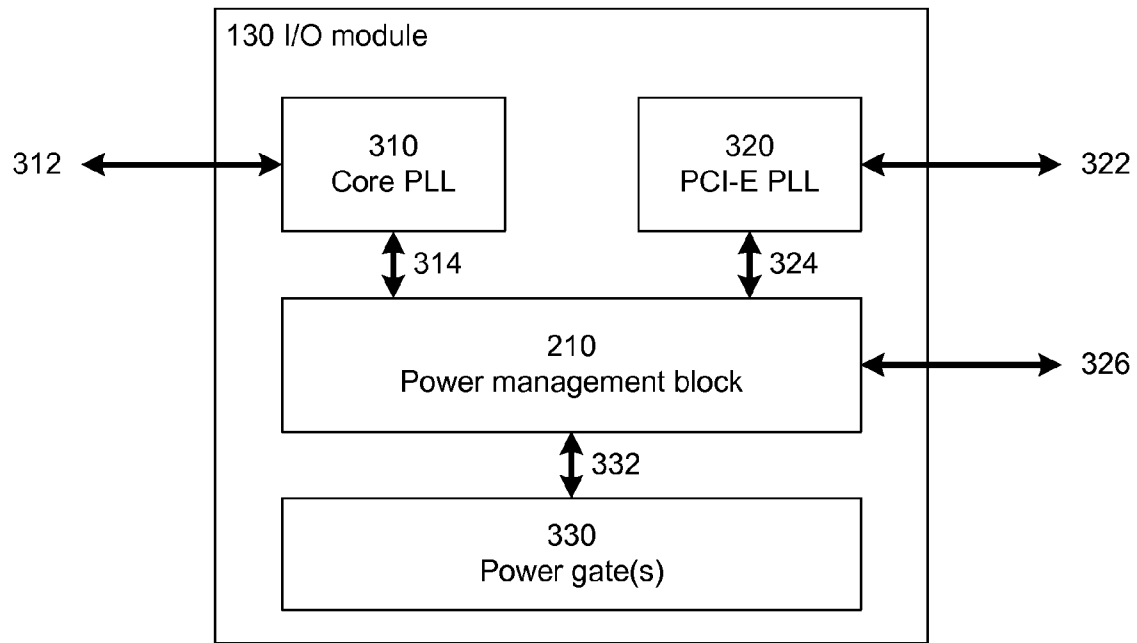 130 I/O module
310
Core PLL
320
PCI-E PLL
312
322
314
324
210
Power management block
326
332
330
Power gate(s)